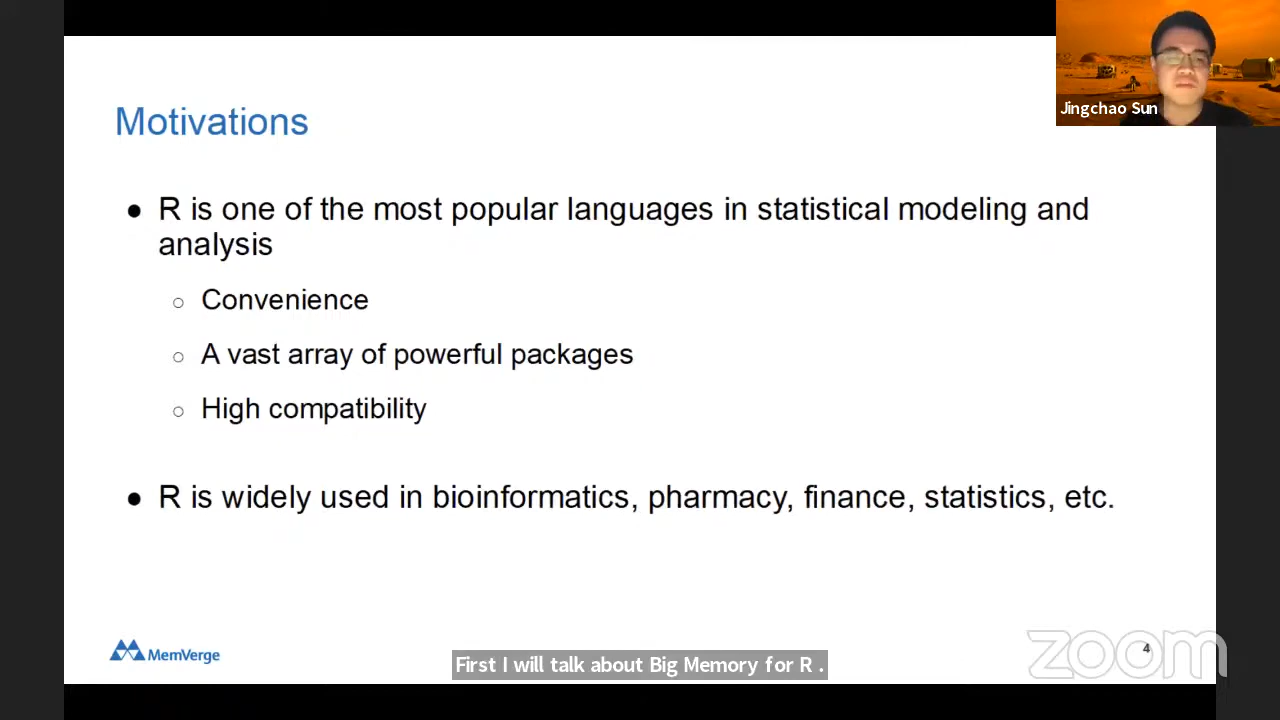 Jingchao Sun
Motivations
● R is one of the most popular languages in statistical modeling and
analysis
○ Convenience
○ A vast array of powerful packages
○ High compatibility
● R is widely used in bioinformatics, pharmacy, finance, statistics, etc.
MemVerge
First I will talk about Big Memory for R .
zoom
4